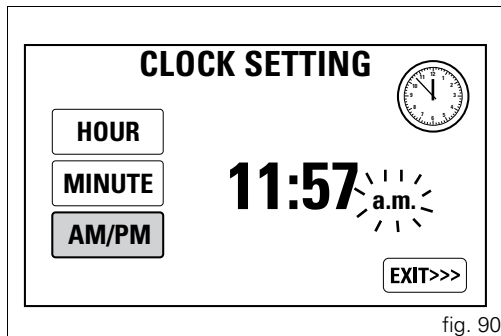 CLOCK SETTING
HOUR
MINUTE
AM/PM
11:57 a.m.
EXIT>>>
fig. 90